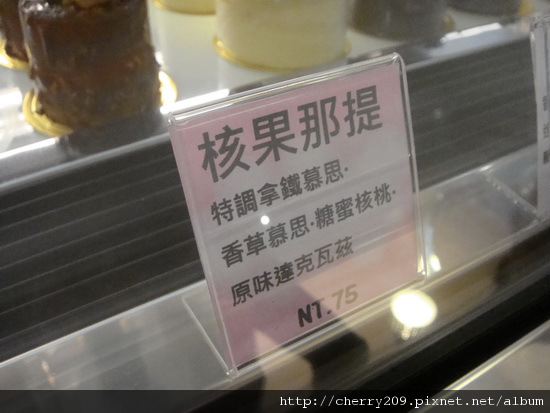 核果那提
特調拿鐵慕思·
香草慕思·糖蜜核桃·
原味達克瓦茲
NT.75
http://cherry209.pixnet.net/album